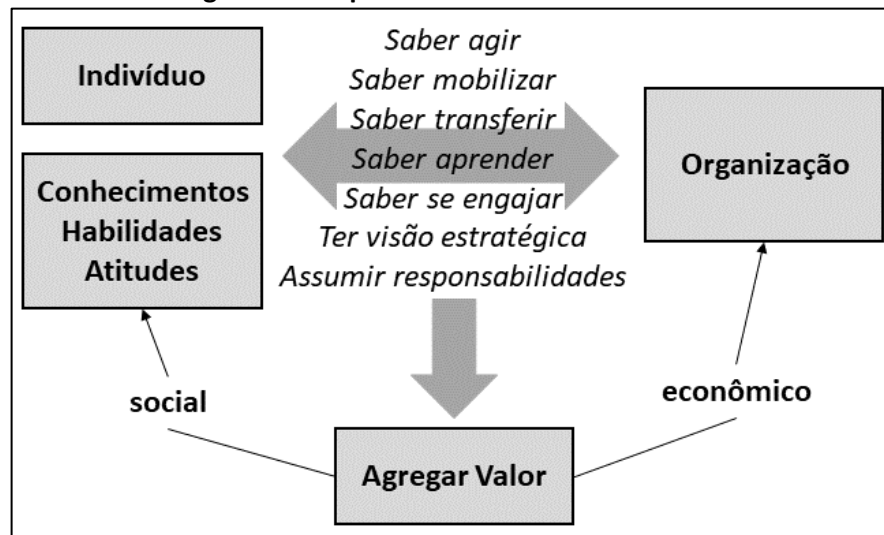 Indivíduo
Conhecimentos
Habilidades
Atitudes
Saber agir
Saber mobilizar
Saber transferir
Saber aprender
Saber se engajar
Ter visão estratégica
Assumir responsabilidades
Organização
social
econômico
Agregar Valor